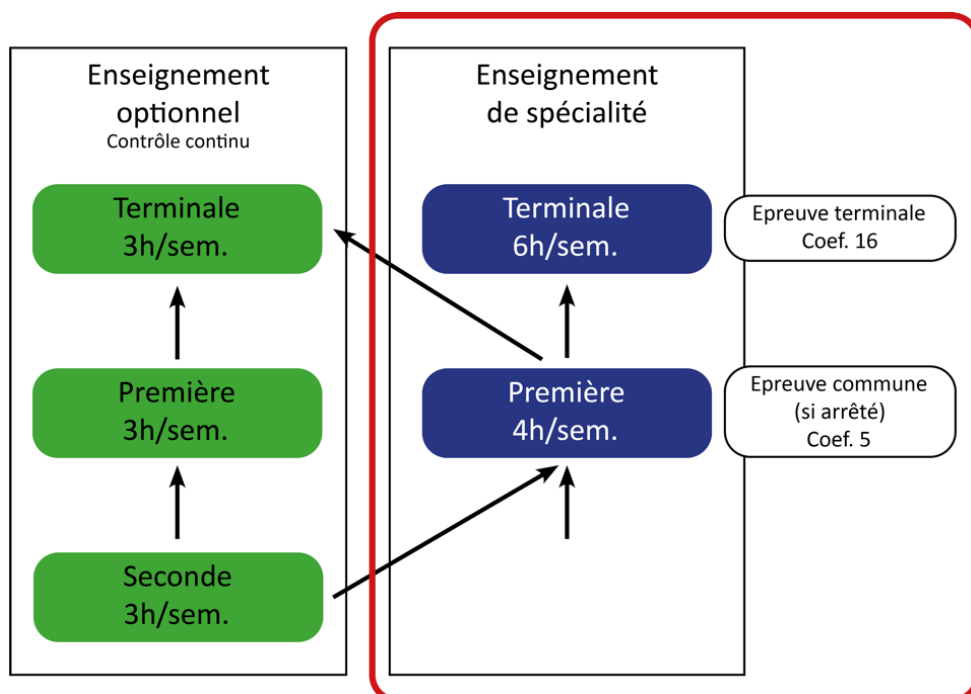 Enseignement
optionnel
Contrôle continu
Terminale
3h/sem.
Première
3h/sem.
Seconde
3h/sem.
Enseignement
de spécialité
Terminale
6h/sem.
Epreuve terminale
Coef. 16
Première
4h/sem.
Epreuve commune
(si arrêté)
Coef. 5